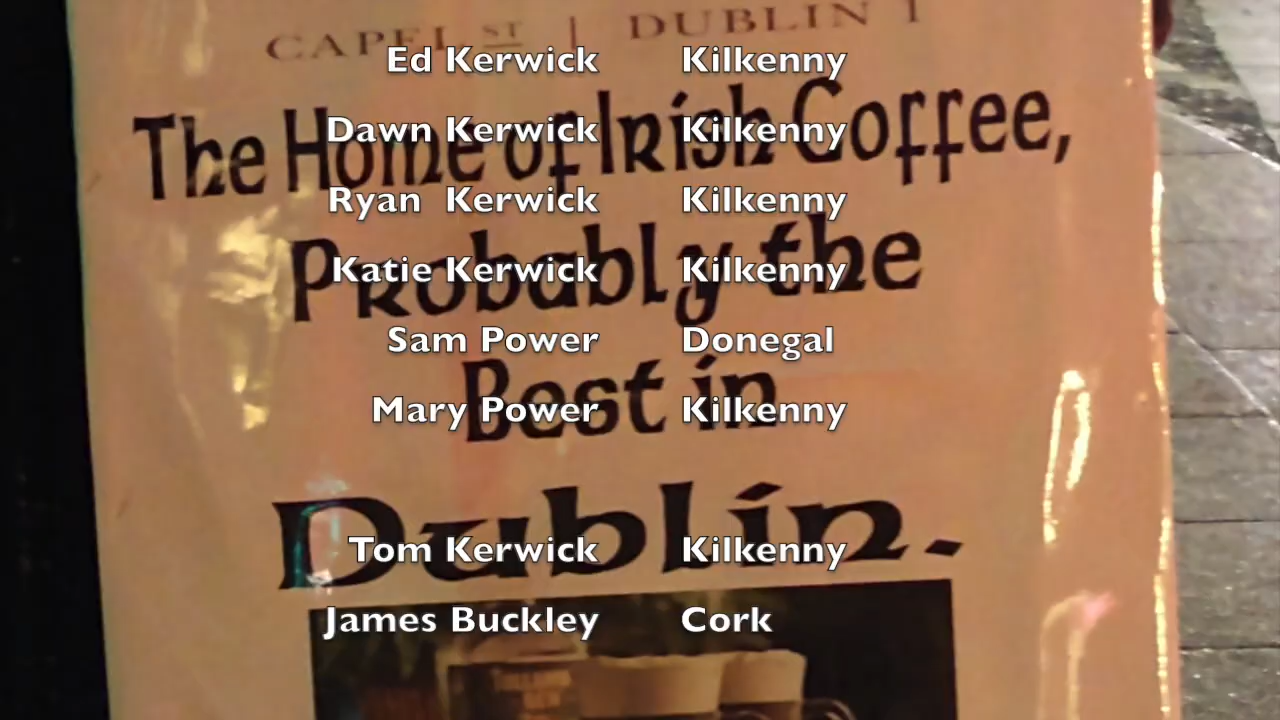 CAPEL ST | DUBLIN 1
Ed Kerwick Kilkenny
The Home of Irish Coffee,
Dawn Kerwick Kilkenny
Ryan Kerwick Kilkenny
Probably the
Katie Kerwick Kilkenny
Sam Power Donegal
Best in
Mary Power Kilkenny
Dublin.
Tom Kerwick Kilkenny
James Buckley Cork